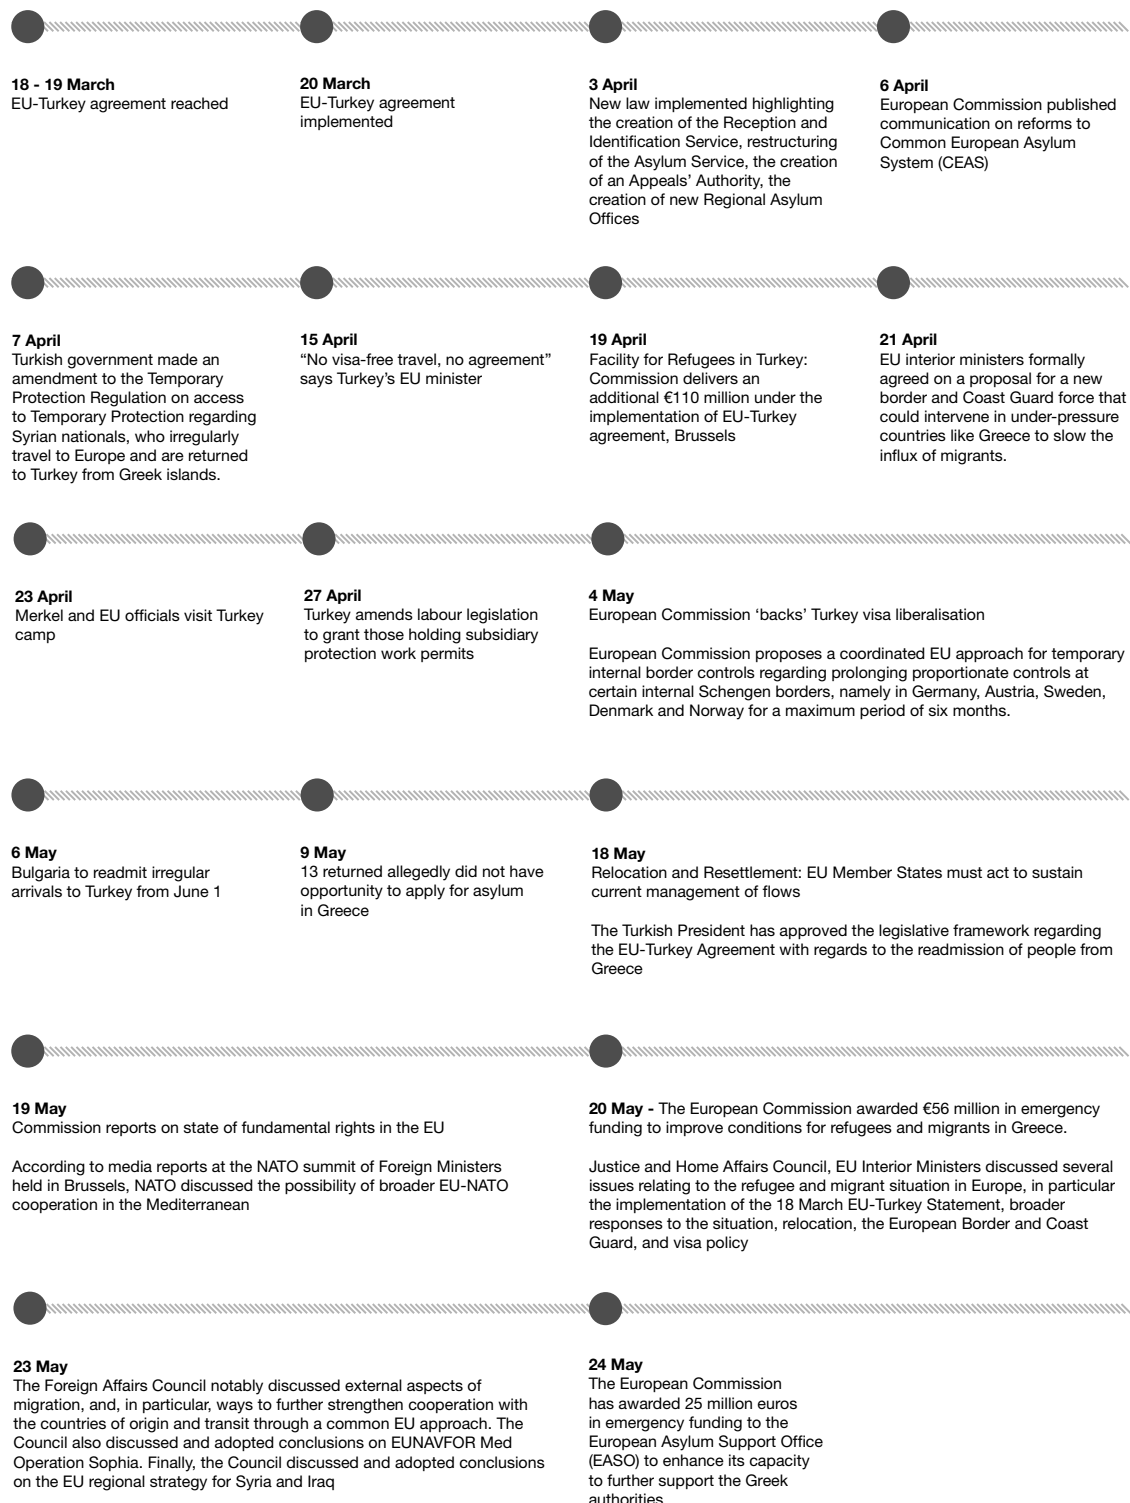 18 - 19 March
EU-Turkey agreement reached
20 March
EU-Turkey agreement
implemented
3 April
New law implemented highlighting
the creation of the Reception and
Identification Service, restructuring
of the Asylum Service, the creation
of an Appeals’ Authority, the
creation of new Regional Asylum
Offices
6 April
European Commission published
communication on reforms to
Common European Asylum
System (CEAS)
7 April
Turkish government made an
amendment to the Temporary
Protection Regulation on access
to Temporary Protection regarding
Syrian nationals, who irregularly
travel to Europe and are returned
to Turkey from Greek islands.
15 April
“No visa-free travel, no agreement”
says Turkey’s EU minister
19 April
Facility for Refugees in Turkey:
Commission delivers an
additional €110 million under the
implementation of EU-Turkey
agreement, Brussels
21 April
EU interior ministers formally
agreed on a proposal for a new
border and Coast Guard force that
could intervene in under-pressure
countries like Greece to slow the
influx of migrants.
23 April
Merkel and EU officials visit Turkey
camp
27 April
Turkey amends labour legislation
to grant those holding subsidiary
protection work permits
4 May
European Commission ‘backs’ Turkey visa liberalisation
European Commission proposes a coordinated EU approach for temporary
internal border controls regarding prolonging proportionate controls at
certain internal Schengen borders, namely in Germany, Austria, Sweden,
Denmark and Norway for a maximum period of six months.
6 May
Bulgaria to readmit irregular
arrivals to Turkey from June 1
9 May
13 returned allegedly did not have
opportunity to apply for asylum
in Greece
18 May
Relocation and Resettlement: EU Member States must act to sustain
current management of flows
The Turkish President has approved the legislative framework regarding
the EU-Turkey Agreement with regards to the readmission of people from
Greece
19 May
Commission reports on state of fundamental rights in the EU
According to media reports at the NATO summit of Foreign Ministers
held in Brussels, NATO discussed the possibility of broader EU-NATO
cooperation in the Mediterranean
20 May - The European Commission awarded €56 million in emergency
funding to improve conditions for refugees and migrants in Greece.
Justice and Home Affairs Council, EU Interior Ministers discussed several
issues relating to the refugee and migrant situation in Europe, in particular
the implementation of the 18 March EU-Turkey Statement, broader
responses to the situation, relocation, the European Border and Coast
Guard, and visa policy
23 May
The Foreign Affairs Council notably discussed external aspects of
migration, and, in particular, ways to further strengthen cooperation with
the countries of origin and transit through a common EU approach. The
Council also discussed and adopted conclusions on EUNAVFOR Med
Operation Sophia. Finally, the Council discussed and adopted conclusions
on the EU regional strategy for Syria and Iraq
24 May
The European Commission
has awarded 25 million euros
in emergency funding to the
European Asylum Support Office
(EASO) to enhance its capacity
to further support the Greek
authorities